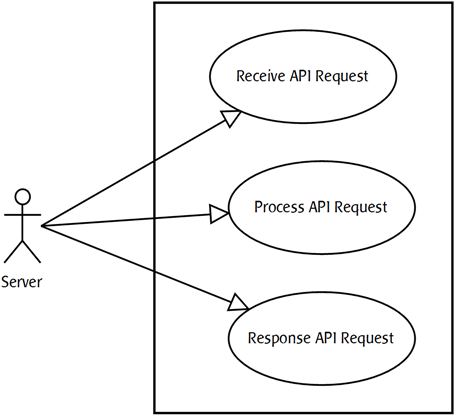 Receive API Request
Process API Request
Server
Response API Request